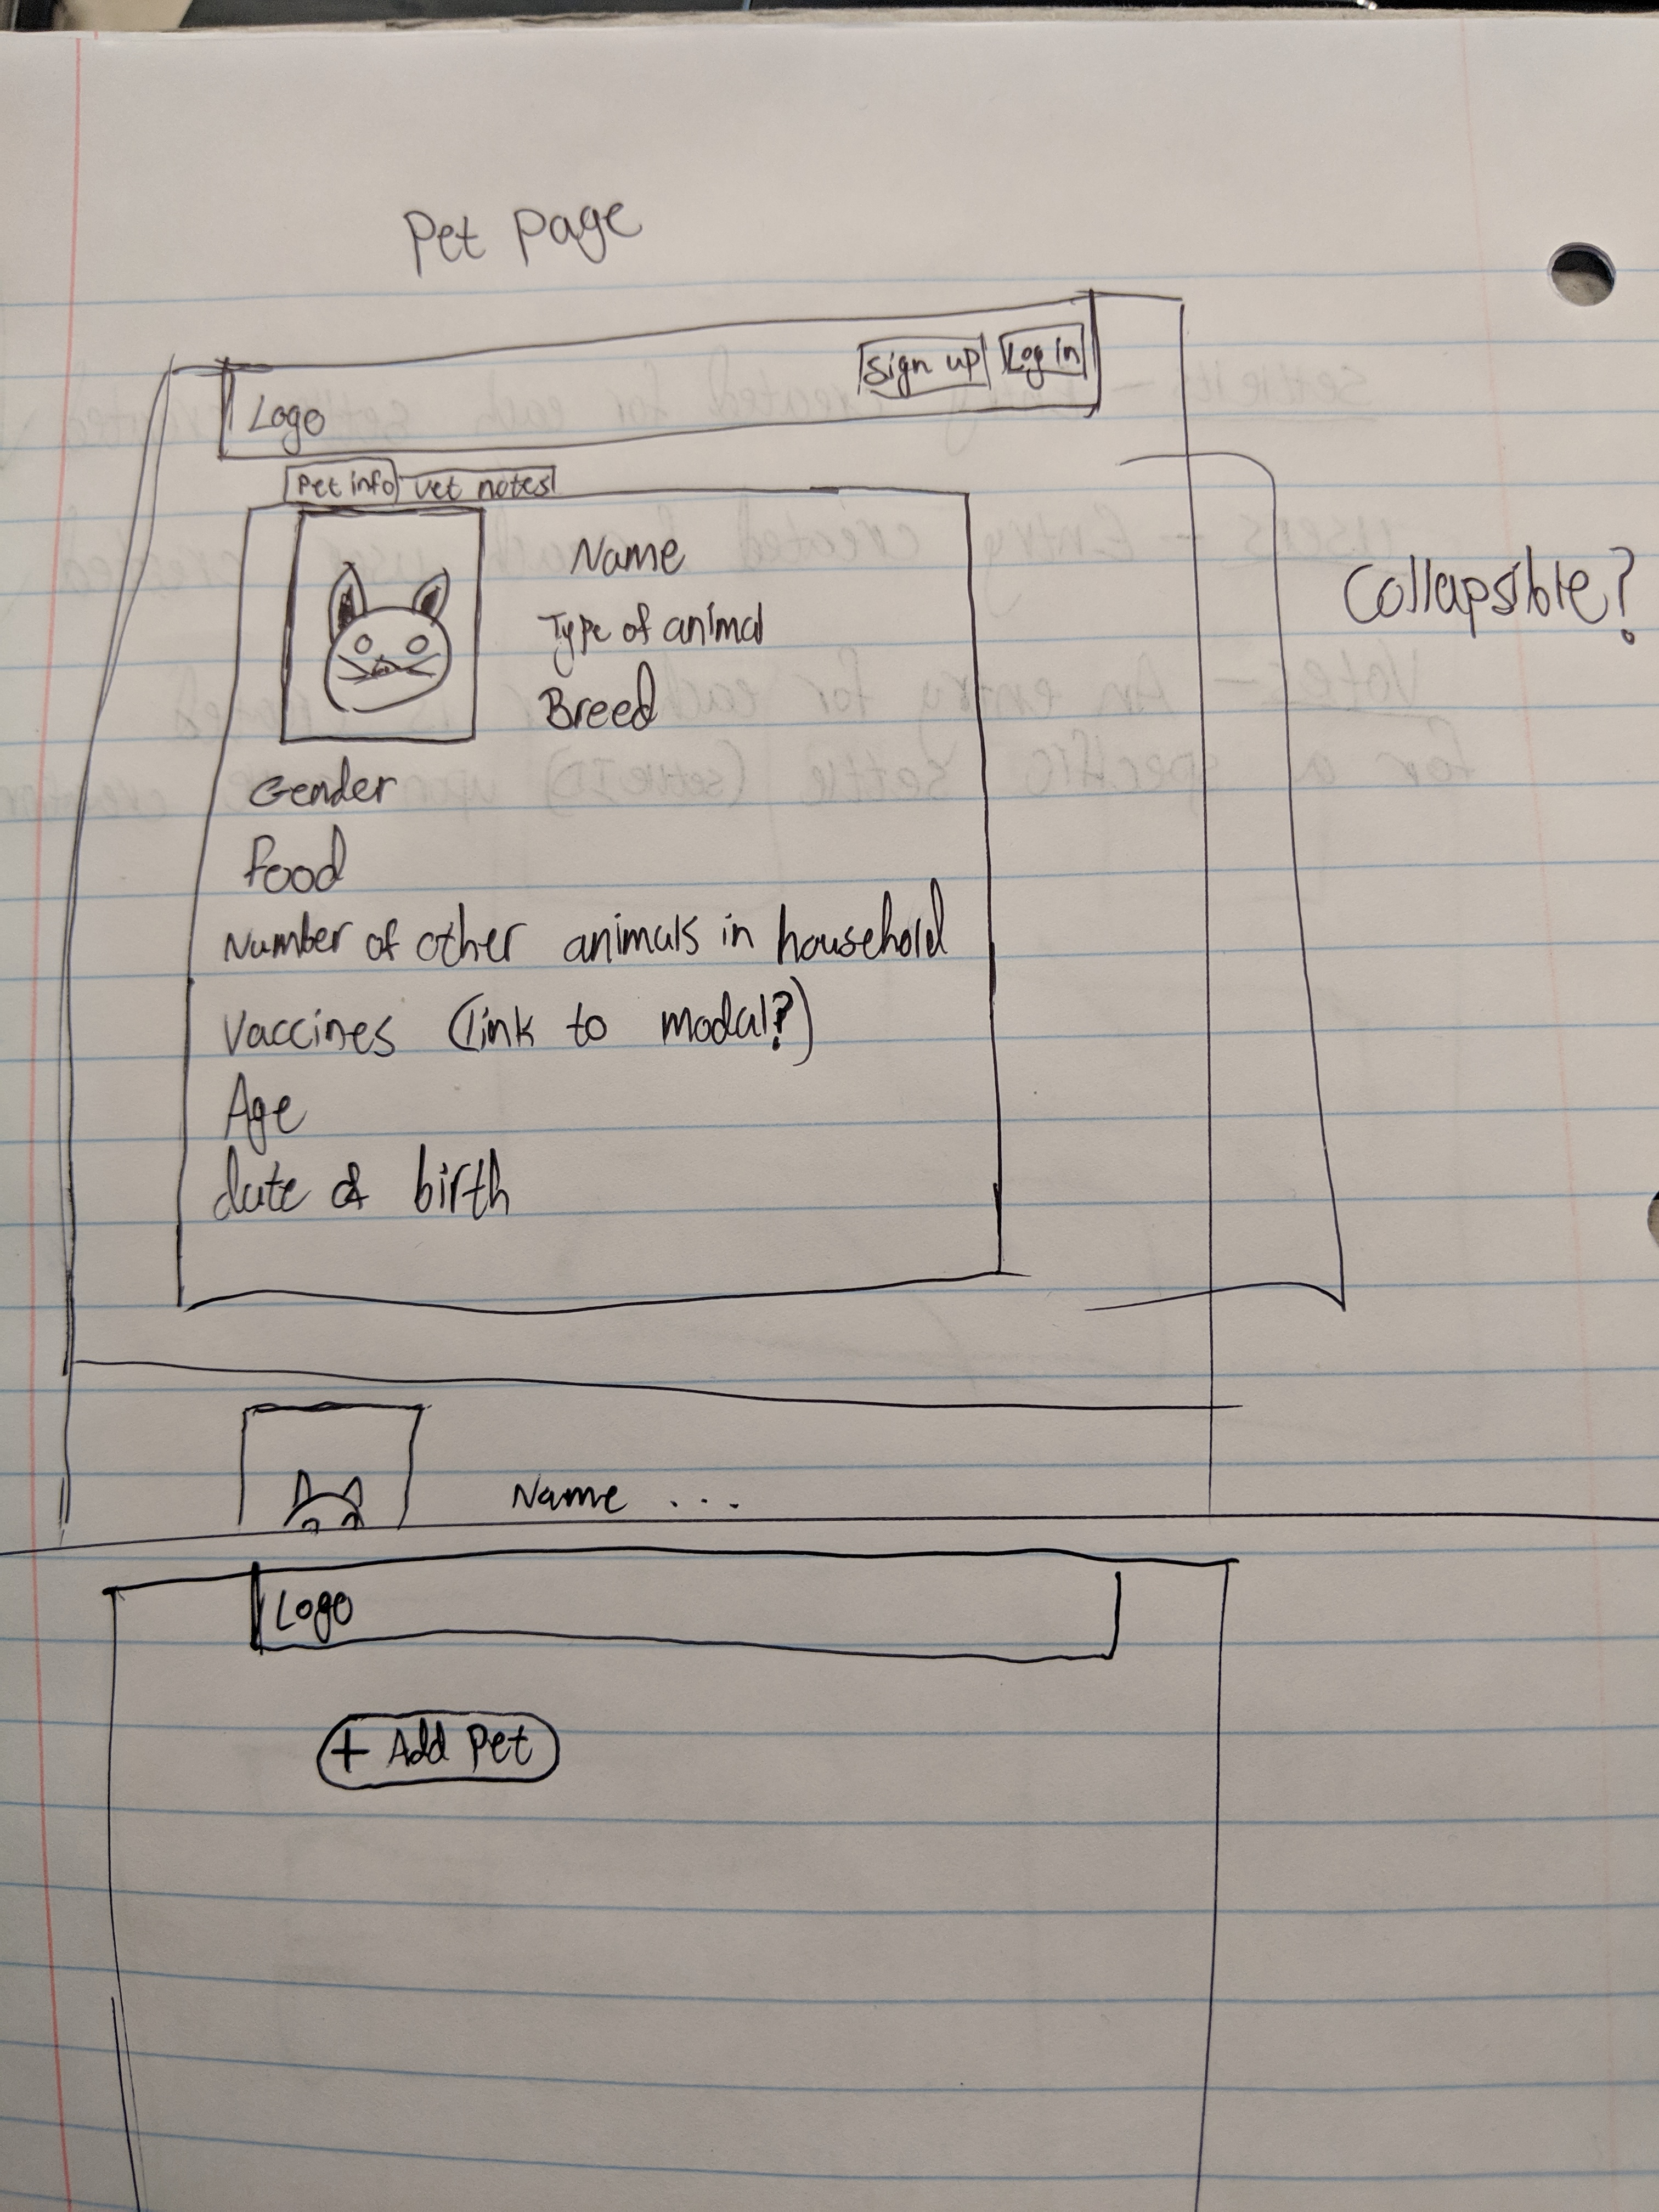 Pet Page
Sign up Log in
Logo
Pet info vet notes
Name
Type of animal
Breed
Collapsible?
Gender
Food
Number of other animals in household
Vaccines (link to modal?)
Age
date of birth
Name ...
Logo
+ Add Pet